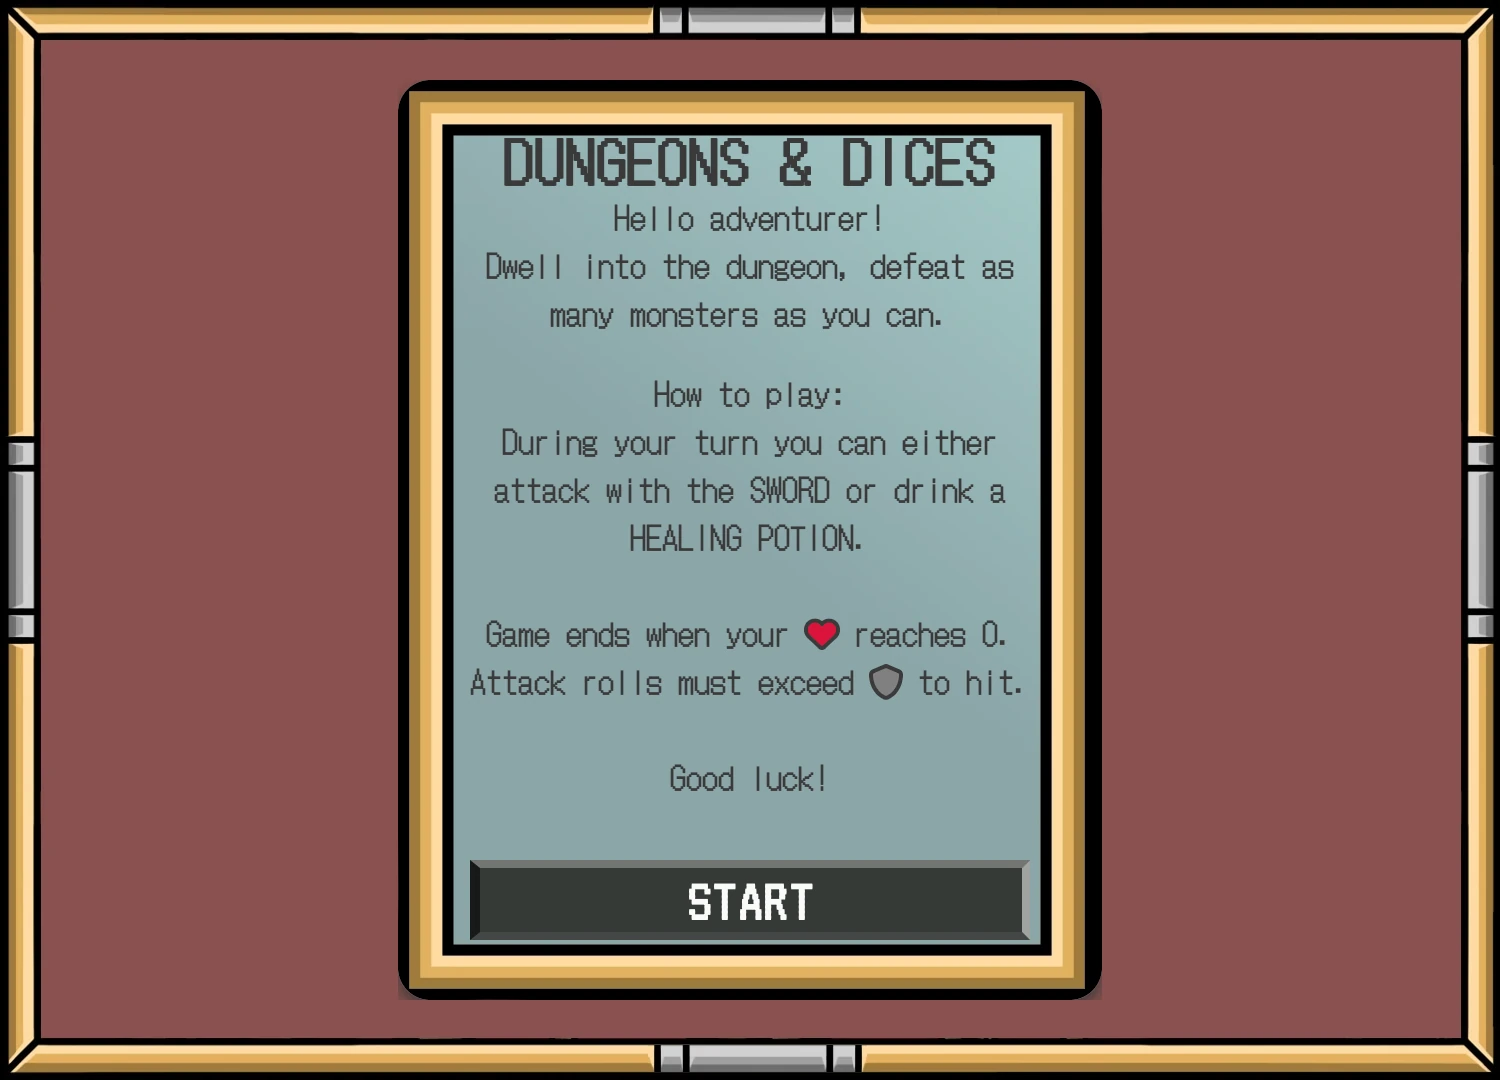 DUNGEONS & DICES
Hello adventurer!
Dwell into the dungeon, defeat as
many monsters as you can.
How to play:
During your turn you can either
attack with the SWORD or drink a
HEALING POTION.
Game ends when your reaches 0.
Attack rolls must exceed to hit.
Good luck!
START